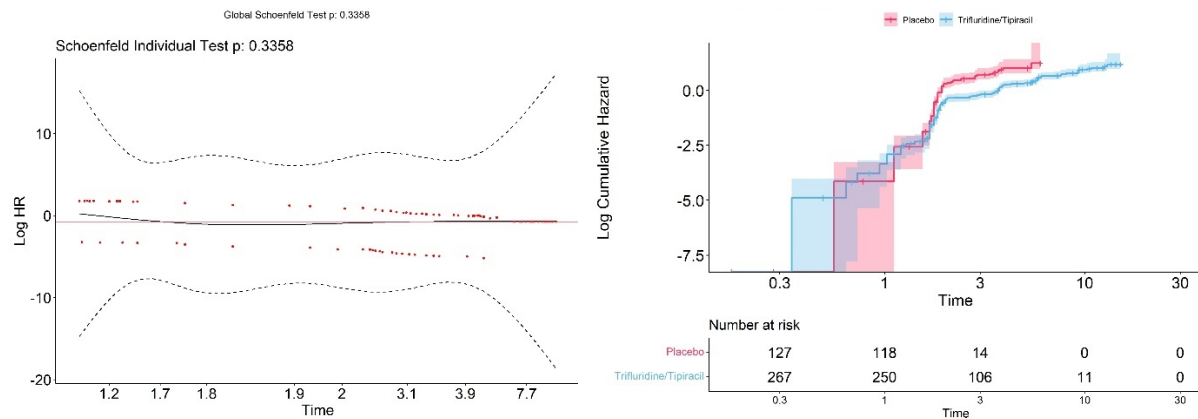 Global Schoenfeld Test p: 0.3358
Schoenfeld Individual Test p: 0.3358
Log HR
10
0
-10
-20
1.2 1.7 1.8 1.9 2 3.1 3.9 7.7
Time
Placebo Trifluridine/Tipiracil
Log Cumulative Hazard
0.0
-2.5
-5.0
-7.5
0.3 1 3 10 30
Time
Number at risk
Placebo 127 118 14 0 0
Trifluridine/Tipiracil 267 250 106 11 0
0.3 1 3 10 30
Time